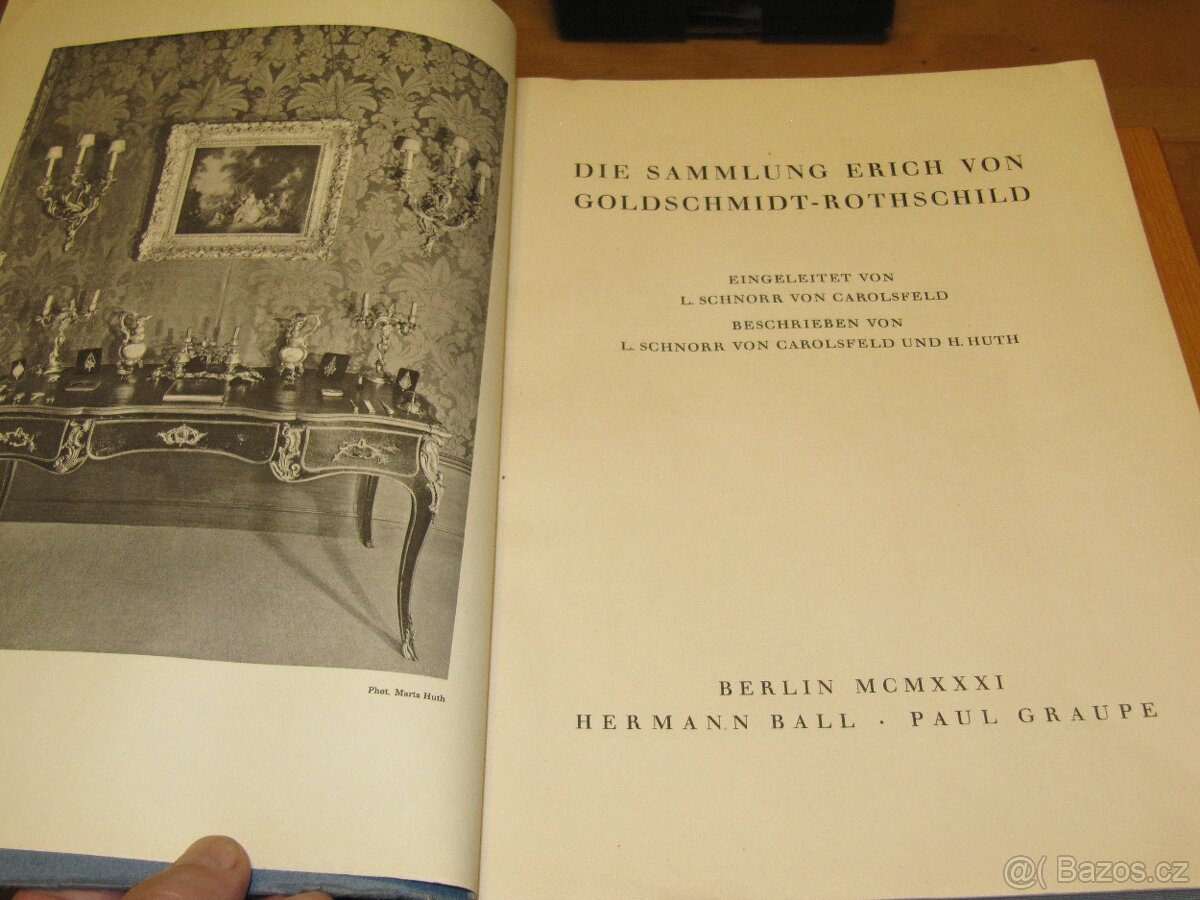 Phot. Marta Huth
DIE SAMMLUNG ERICH VON
GOLDSCHMIDT-ROTHSCHILD
EINGELEITET VON
L. SCHNORR VON CAROLSFELD
BESCHRIEBEN VON
L. SCHNORR VON CAROLSFELD UND H. HUTH
BERLIN MCMXXXI
HERMANN BALL · PAUL GRAUPE
Bazos.cz